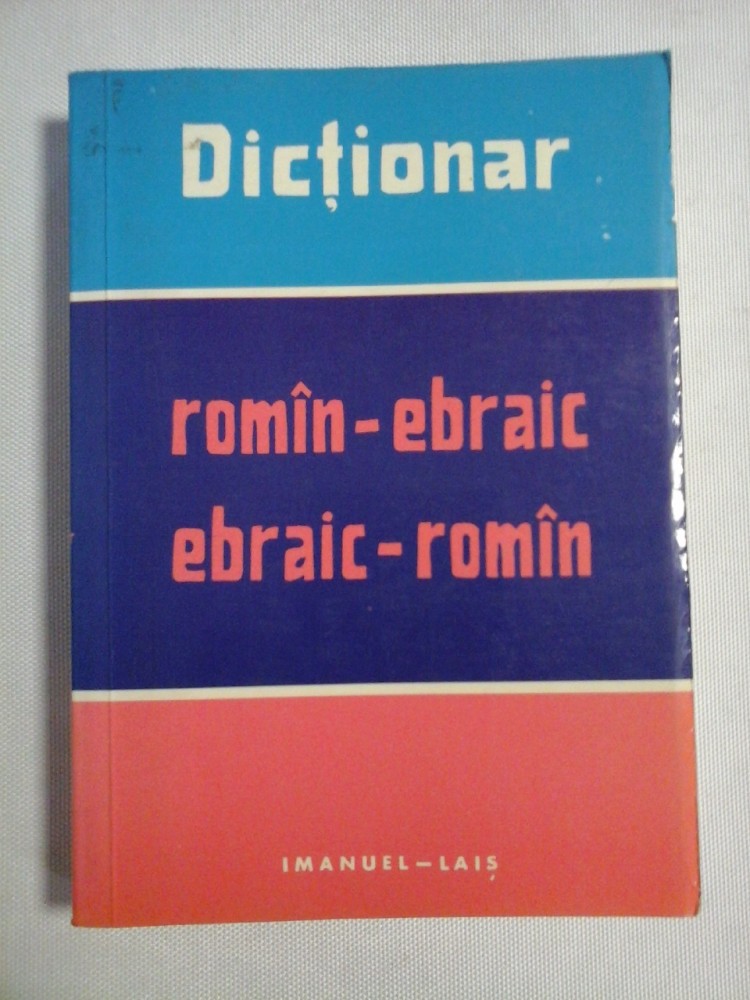 Dicționar
romîn-ebraic
ebraic-romîn
IMANUEL-LAIȘ